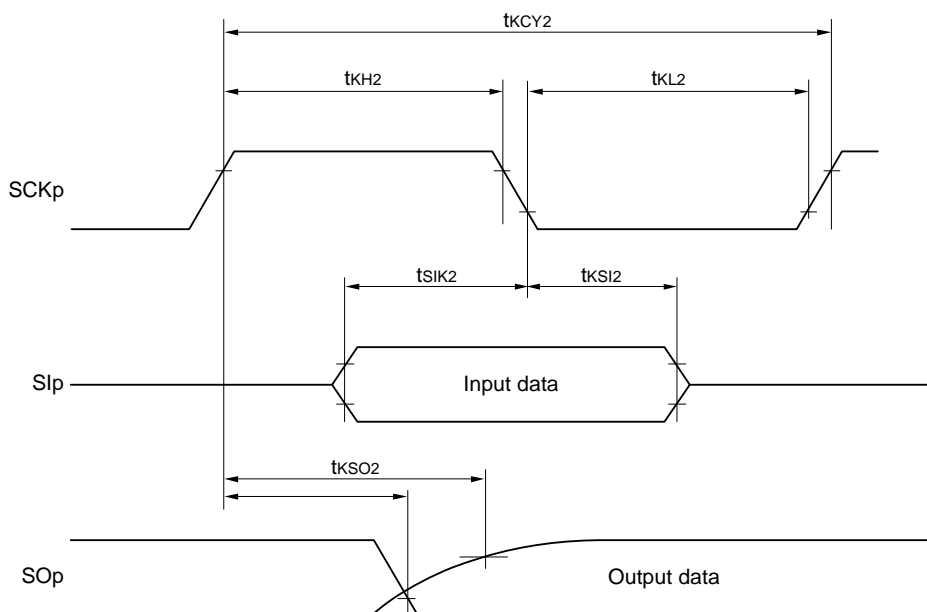 tKCY2
tKH2
tKL2
SCKp
tSIK2
tKSI2
SIp
Input data
tKSO2
SOp
Output data